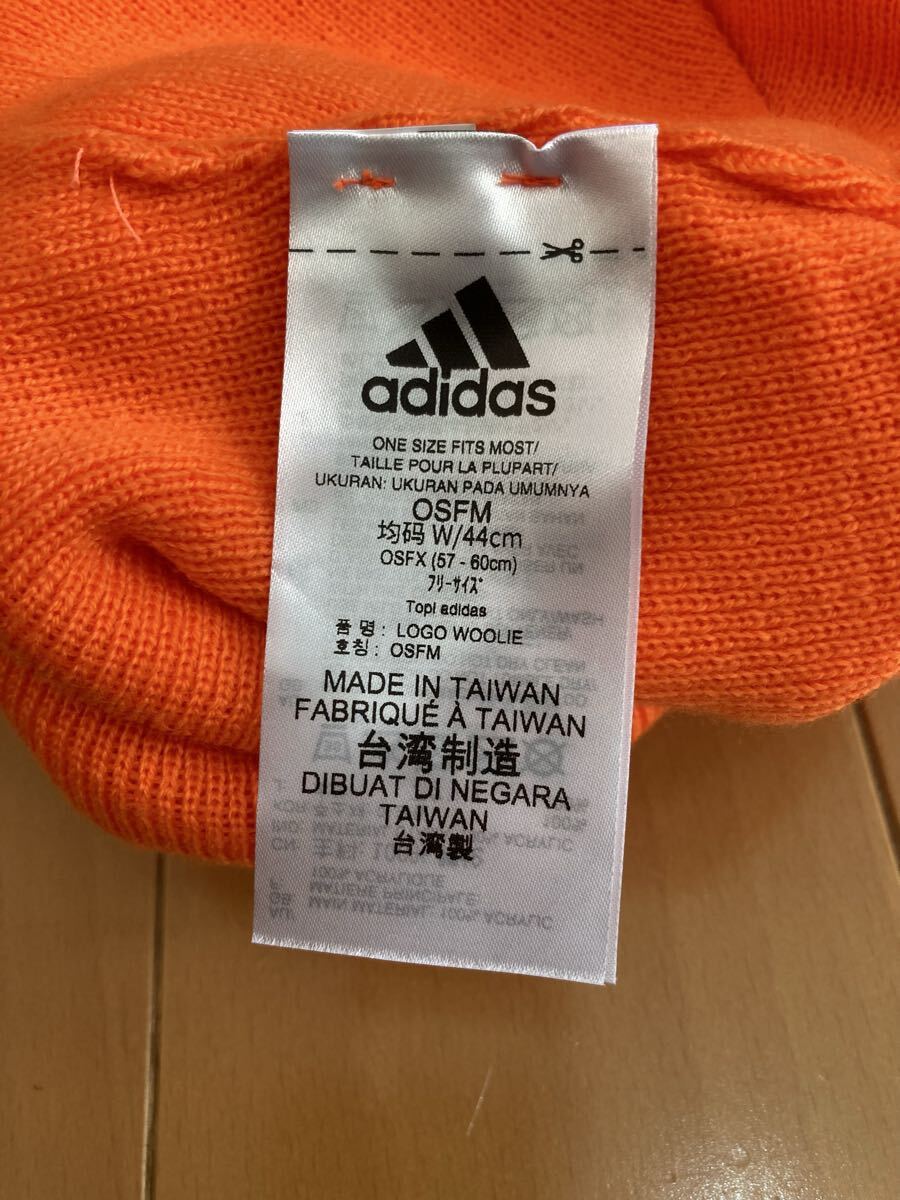 adidas
ONE SIZE FITS MOST/
TAILLE POUR LA PLUPART/
UKURAN: UKURAN PADA UMUMNYA
OSFM
均码 W/44cm
OSFX (57 - 60cm)
ﾌﾘｰｻｲｽﾞ
Topi adidas
품 명 : LOGO WOOLIE
호칭 : OSFM
MADE IN TAIWAN
FABRIQUÉ À TAIWAN
台湾制造
DIBUAT DI NEGARA
TAIWAN
台湾製